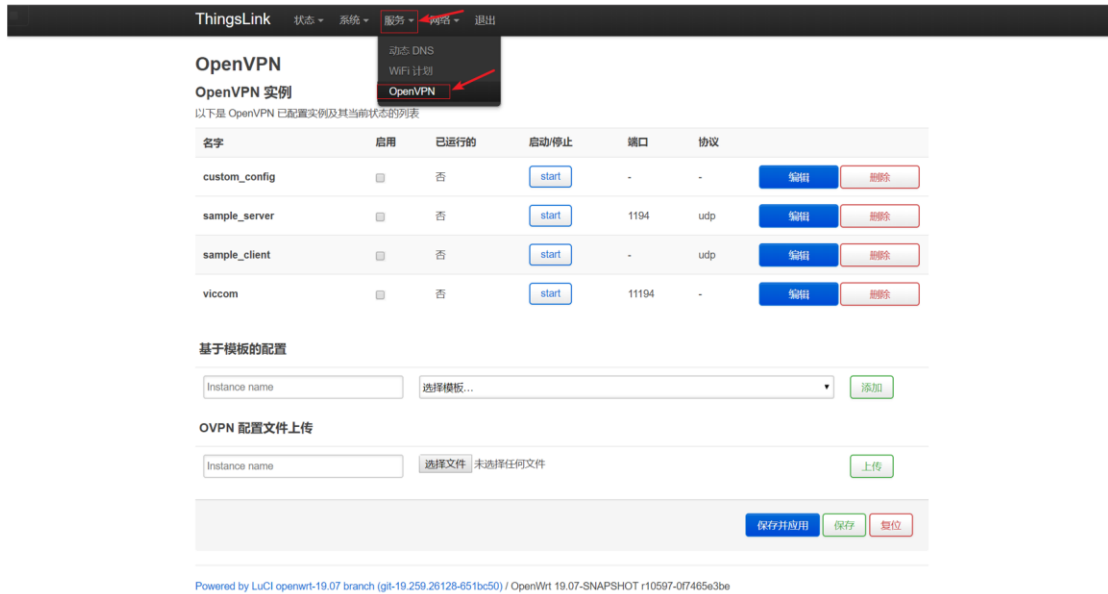 ThingsLink 状态 系统 服务 网络 退出
动态 DNS
WiFi 计划
OpenVPN
OpenVPN
OpenVPN 实例
以下是 OpenVPN 已配置实例及其当前状态的列表
名字 启用 已运行的 启动/停止 端口 协议
custom_config 否 start - - 编辑 删除
sample_server 否 start 1194 udp 编辑 删除
sample_client 否 start - udp 编辑 删除
viccom 否 start 11194 - 编辑 删除
基于模板的配置
Instance name 选择模板... 添加
OVPN 配置文件上传
Instance name 选择文件 未选择任何文件 上传
保存并应用 保存 复位
Powered by LuCI openwrt-19.07 branch (git-19.259.26128-651bc50) / OpenWrt 19.07-SNAPSHOT r10597-0f7465e3be